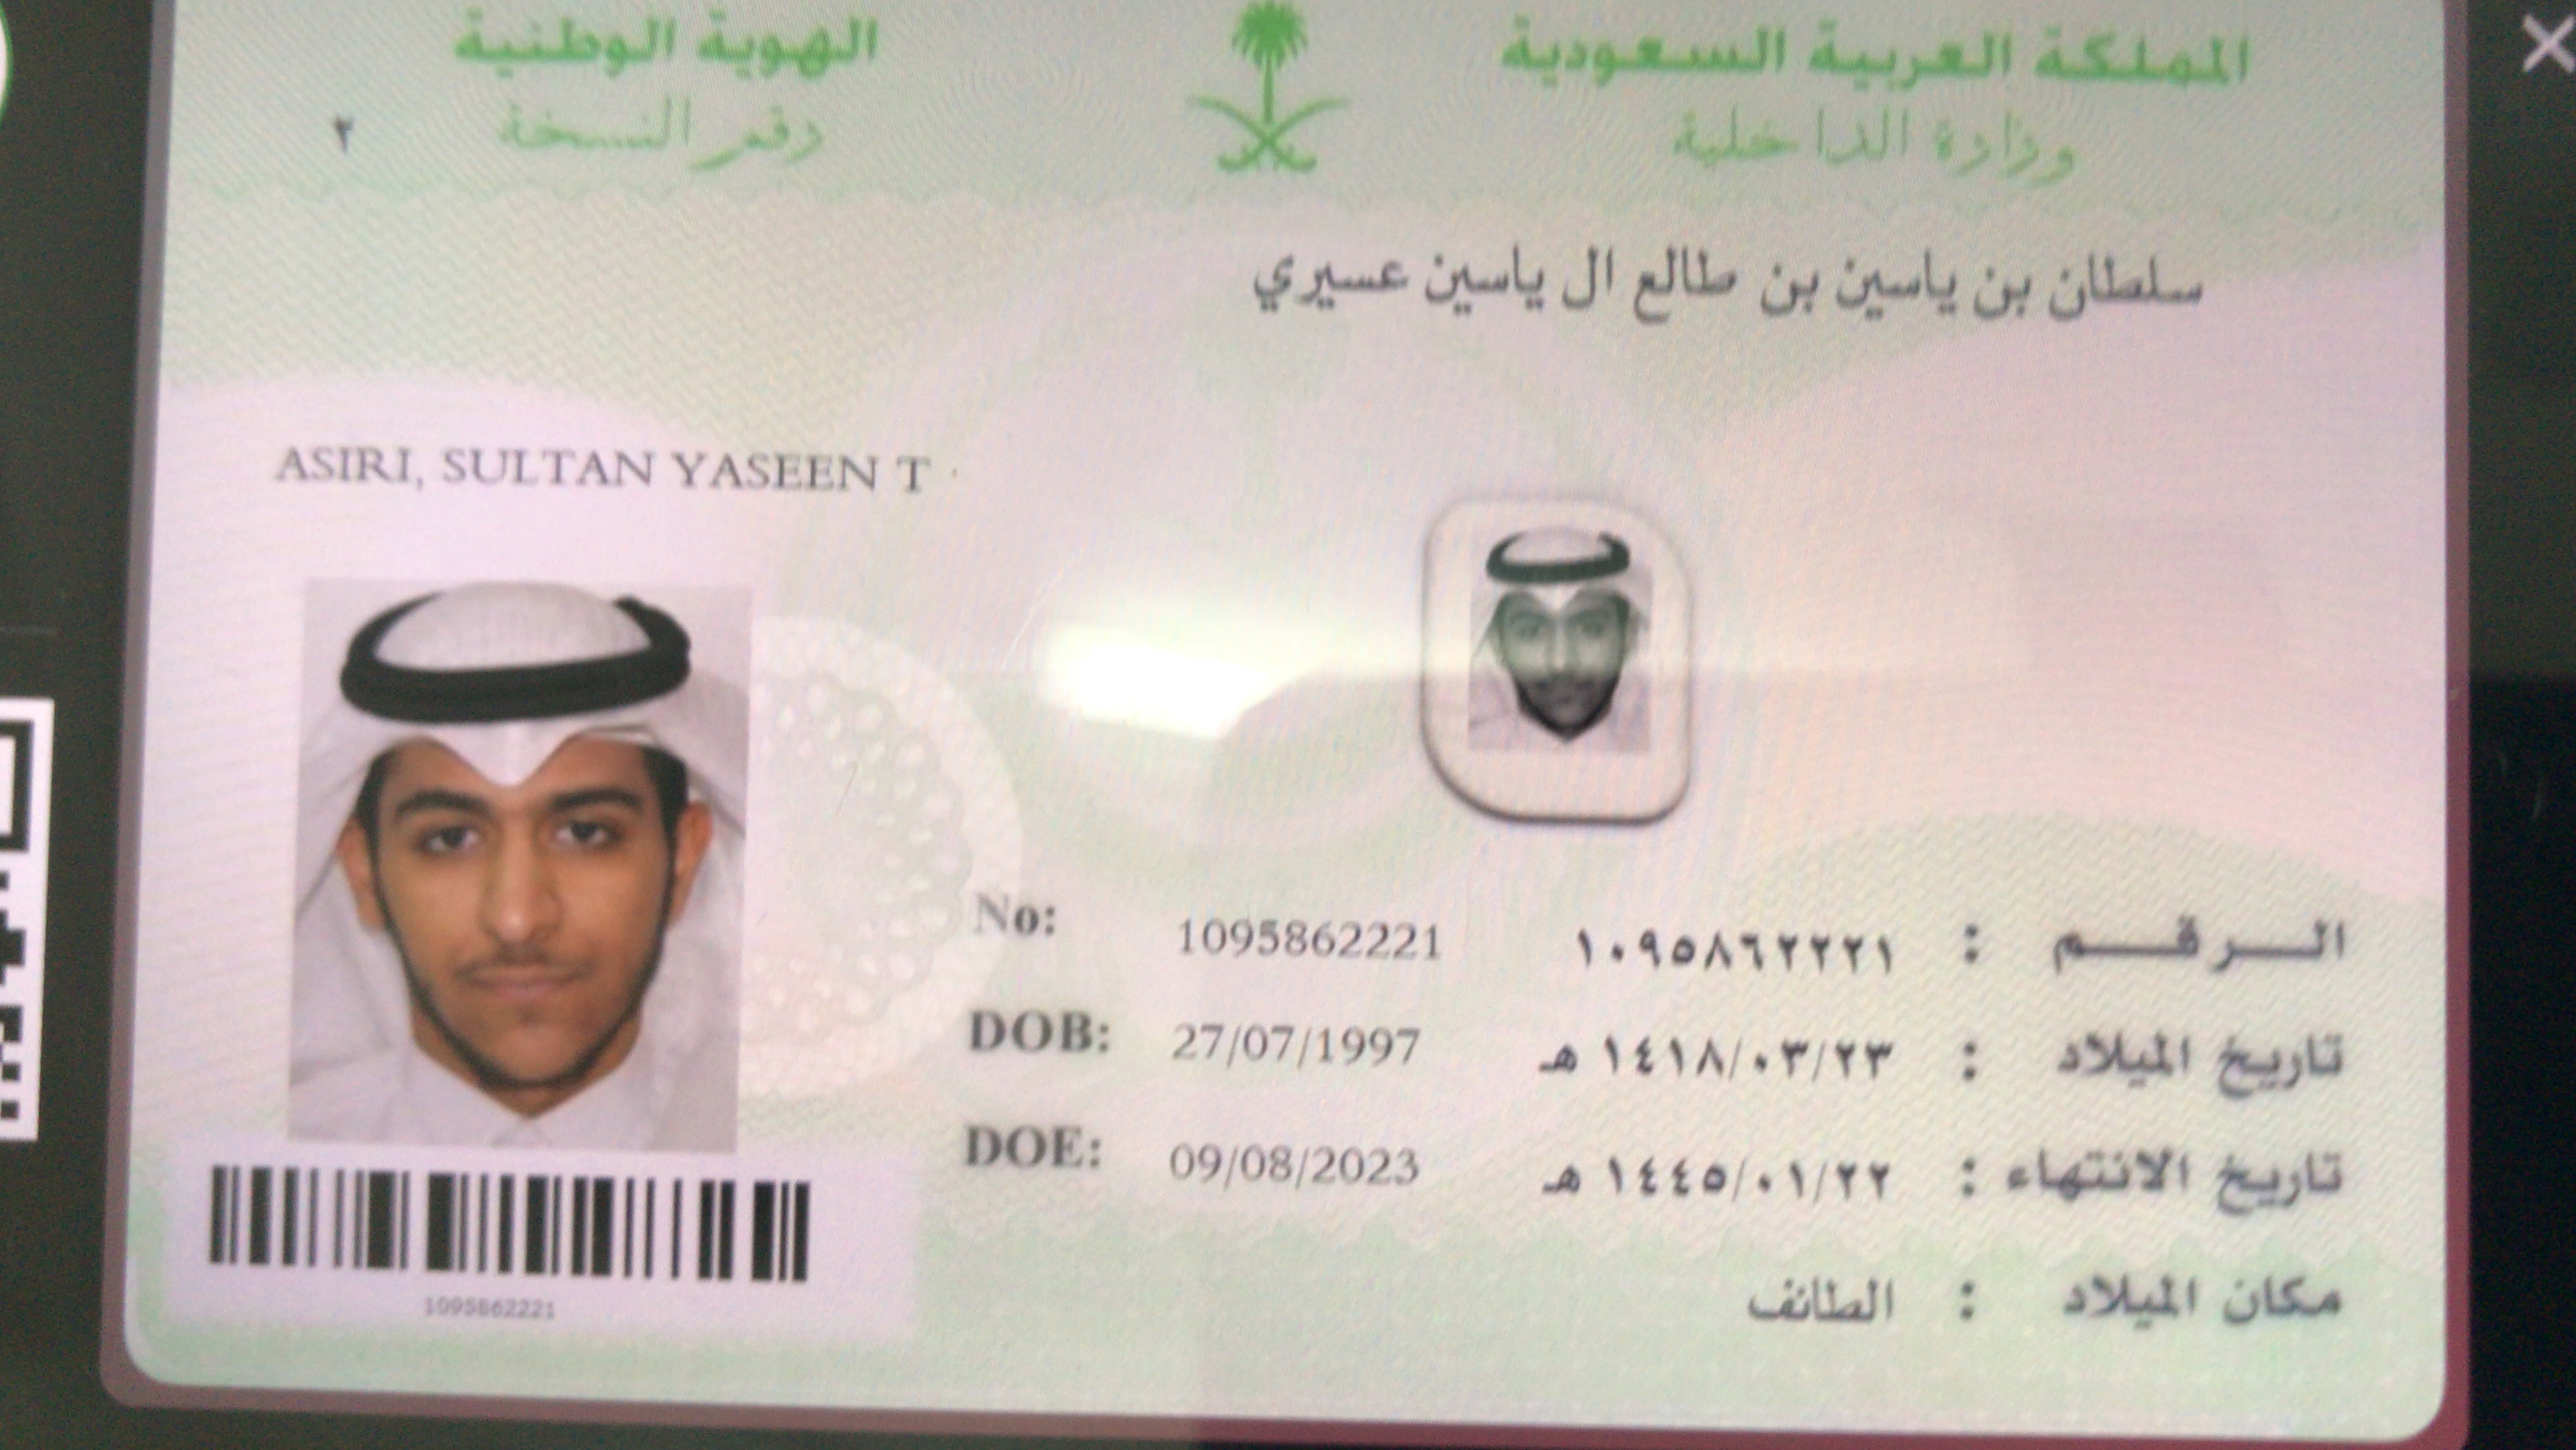 المملكة العربية السعودية
وزارة الداخلية
الهوية الوطنية
رقم النسخة ٢
سلطان بن ياسين بن طالع ال ياسين عسيري
ASIRI, SULTAN YASEEN T
No: 1095862221 ١٠٩٥٨٦٢٢٢١ : الرقم
DOB: 27/07/1997 ١٤١٨/٠٣/٢٣ هـ : تاريخ الميلاد
DOE: 09/08/2023 ١٤٤٥/٠١/٢٢ هـ : تاريخ الانتهاء
مكان الميلاد : الطائف
1095862221